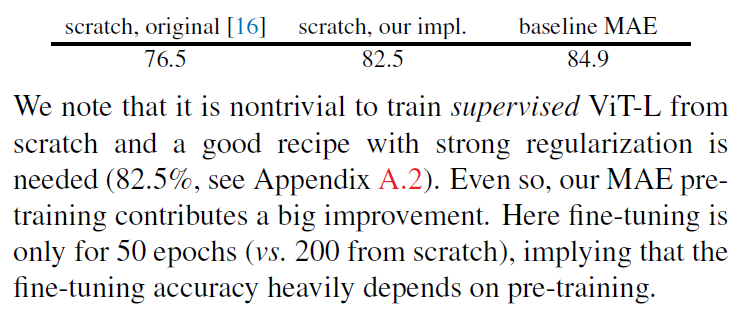 scratch, original [16] scratch, our impl. baseline MAE
76.5 82.5 84.9
We note that it is nontrivial to train supervised ViT-L from
scratch and a good recipe with strong regularization is
needed (82.5%, see Appendix A.2). Even so, our MAE pre-
training contributes a big improvement. Here fine-tuning is
only for 50 epochs (vs. 200 from scratch), implying that the
fine-tuning accuracy heavily depends on pre-training.